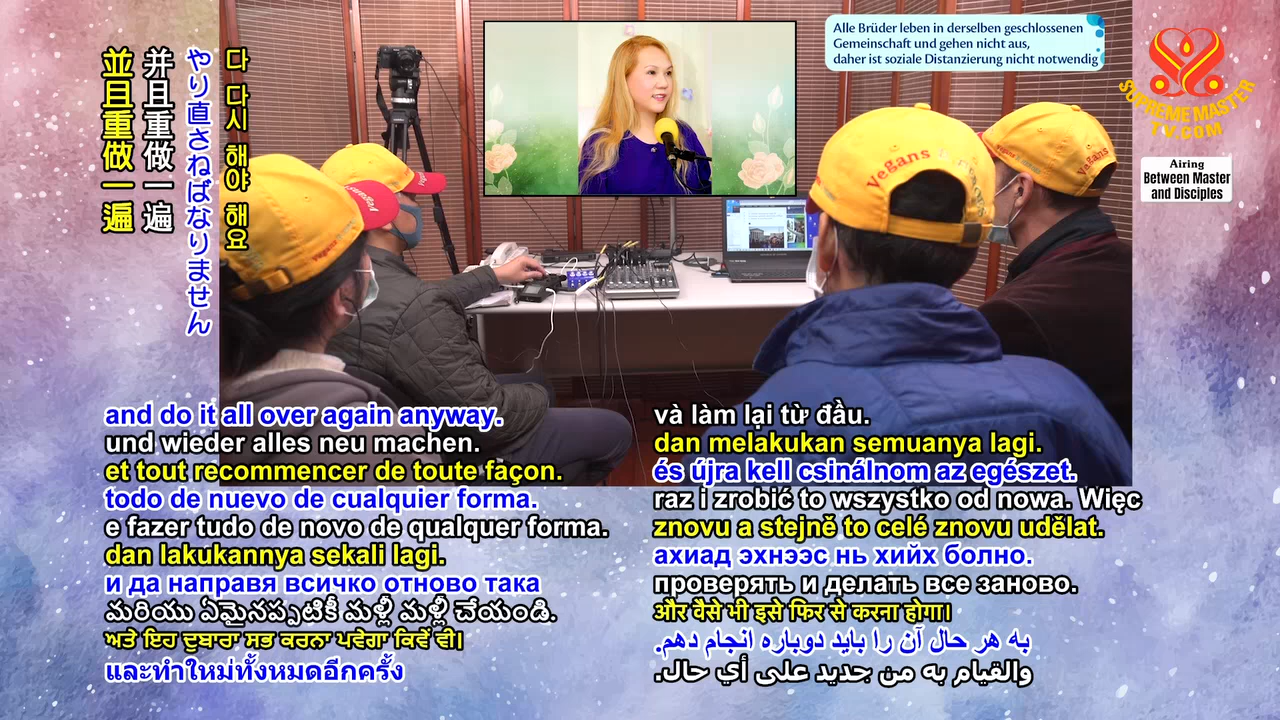 並且重做一遍
并且重做一遍
やり直さねばなりません
다 다시 해야 해요
Alle Brüder leben in derselben geschlossenen
Gemeinschaft und gehen nicht aus,
daher ist soziale Distanzierung nicht notwendig
SUPREME MASTER
TV.COM
Airing
Between Master
and Disciples
Vegans
Vegans
Vegans
and do it all over again anyway.
und wieder alles neu machen.
et tout recommencer de toute façon.
todo de nuevo de cualquier forma.
e fazer tudo de novo de qualquer forma.
dan lakukannya sekali lagi.
и да направя всичко отново така
మరియు ఏమైనప్పటికీ మళ్లీ మళ్లీ చేయండి.
ਅਤੇ ਇਹ ਦੁਬਾਰਾ ਸਭ ਕਰਨਾ ਪਵੇਗਾ ਕਿਵੇਂ ਵੀ।
และทำใหม่ทั้งหมดอีกครั้ง
và làm lại từ đầu.
dan melakukan semuanya lagi.
és újra kell csinálnom az egészet.
raz i zrobić to wszystko od nowa. Więc
znovu a stejně to celé znovu udělat.
ахиад эхнээс нь хийх болно.
проверять и делать все заново.
और वैसे भी इसे फिर से करना होगा।
به هر حال آن را باید دوباره انجام دهم.
والقيام به من جديد على أي حال.